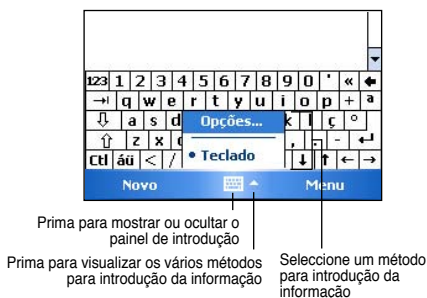 123 1 2 3 4 5 6 7 8 9 0 ' « 
q w e r t y u i o p + ª
a s d Opções... k l ç º
z x c , . -
Ctl áü < / • Teclado ↓ ↑ ← →
Novo Menu
Prima para mostrar ou ocultar o
painel de introdução
Prima para visualizar os vários métodos
para introdução da informação
Seleccione um método
para introdução da
informação